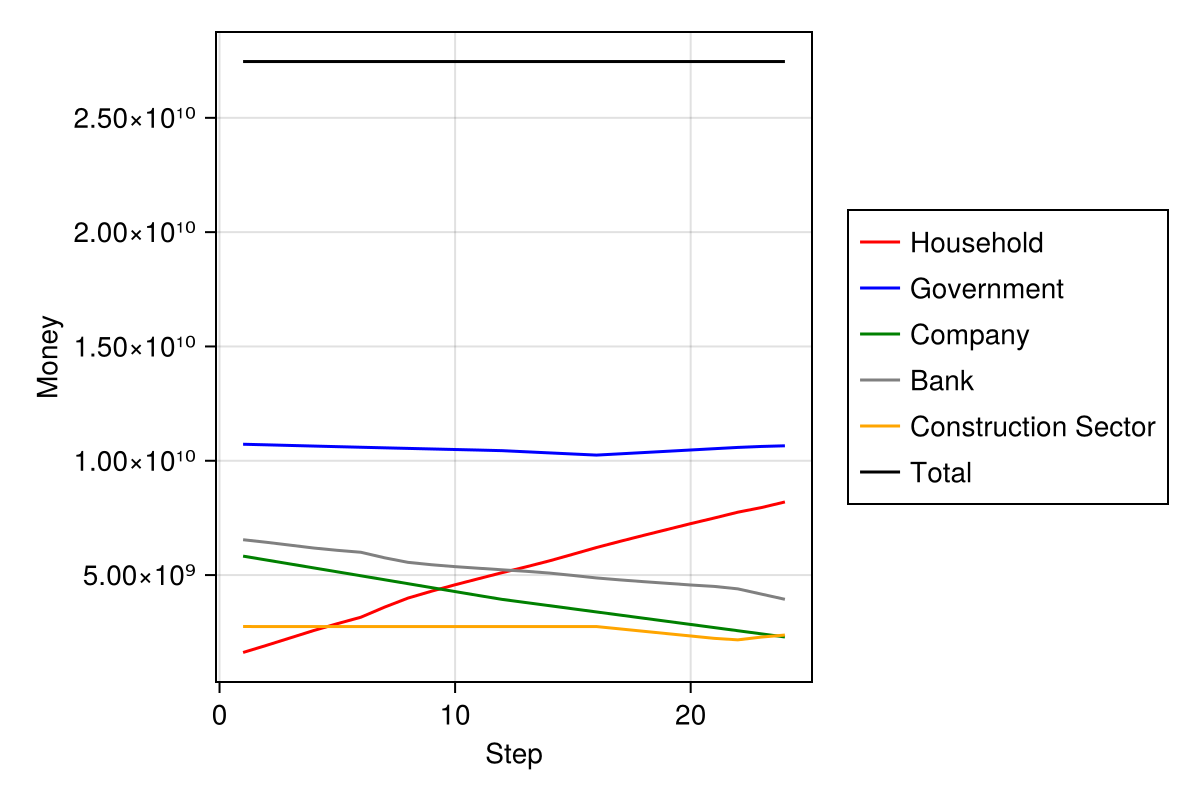 2.50×10¹⁰
2.00×10¹⁰
1.50×10¹⁰
1.00×10¹⁰
5.00×10⁹
Money
0
10
20
Step
Household
Government
Company
Bank
Construction Sector
Total